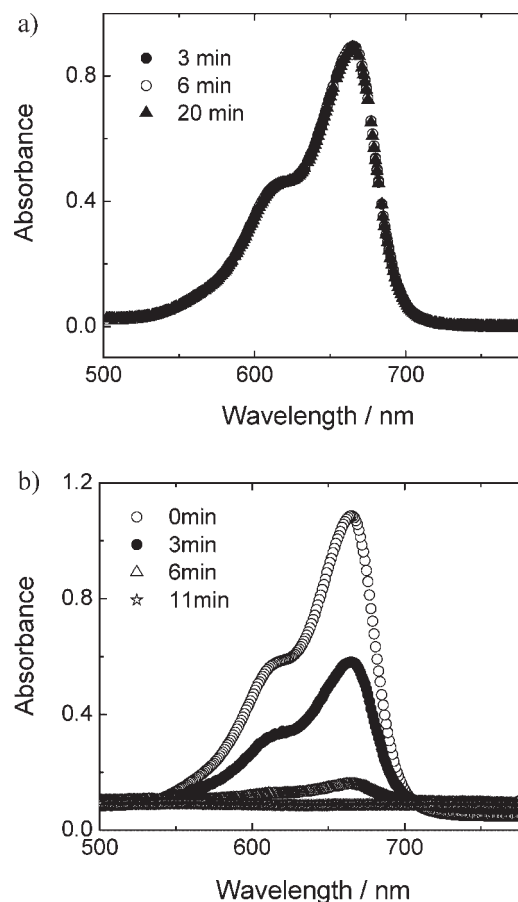 a)
3 min
6 min
20 min
0.8
0.4
0.0
Absorbance
500
600
700
Wavelength / nm
b)
1.2
0min
3min
6min
11min
0.8
0.4
0.0
Absorbance
500
600
700
Wavelength / nm